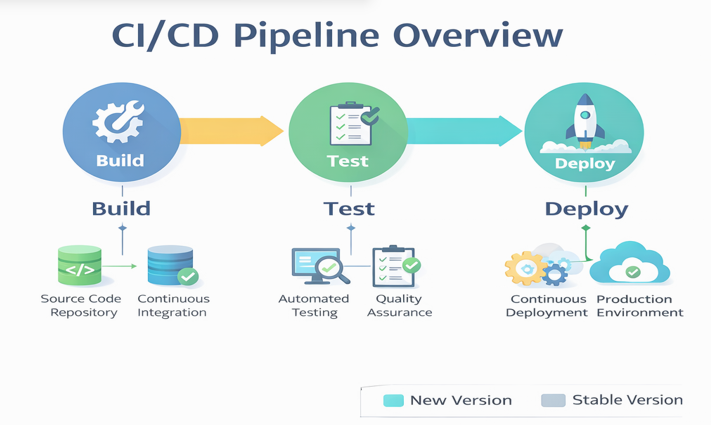 CI/CD Pipeline Overview
Build
Test
Deploy
Build
Test
Deploy
</>
Source Code
Repository
Continuous
Integration
Automated
Testing
Quality
Assurance
Continuous
Deployment
Production
Environment
New Version
Stable Version